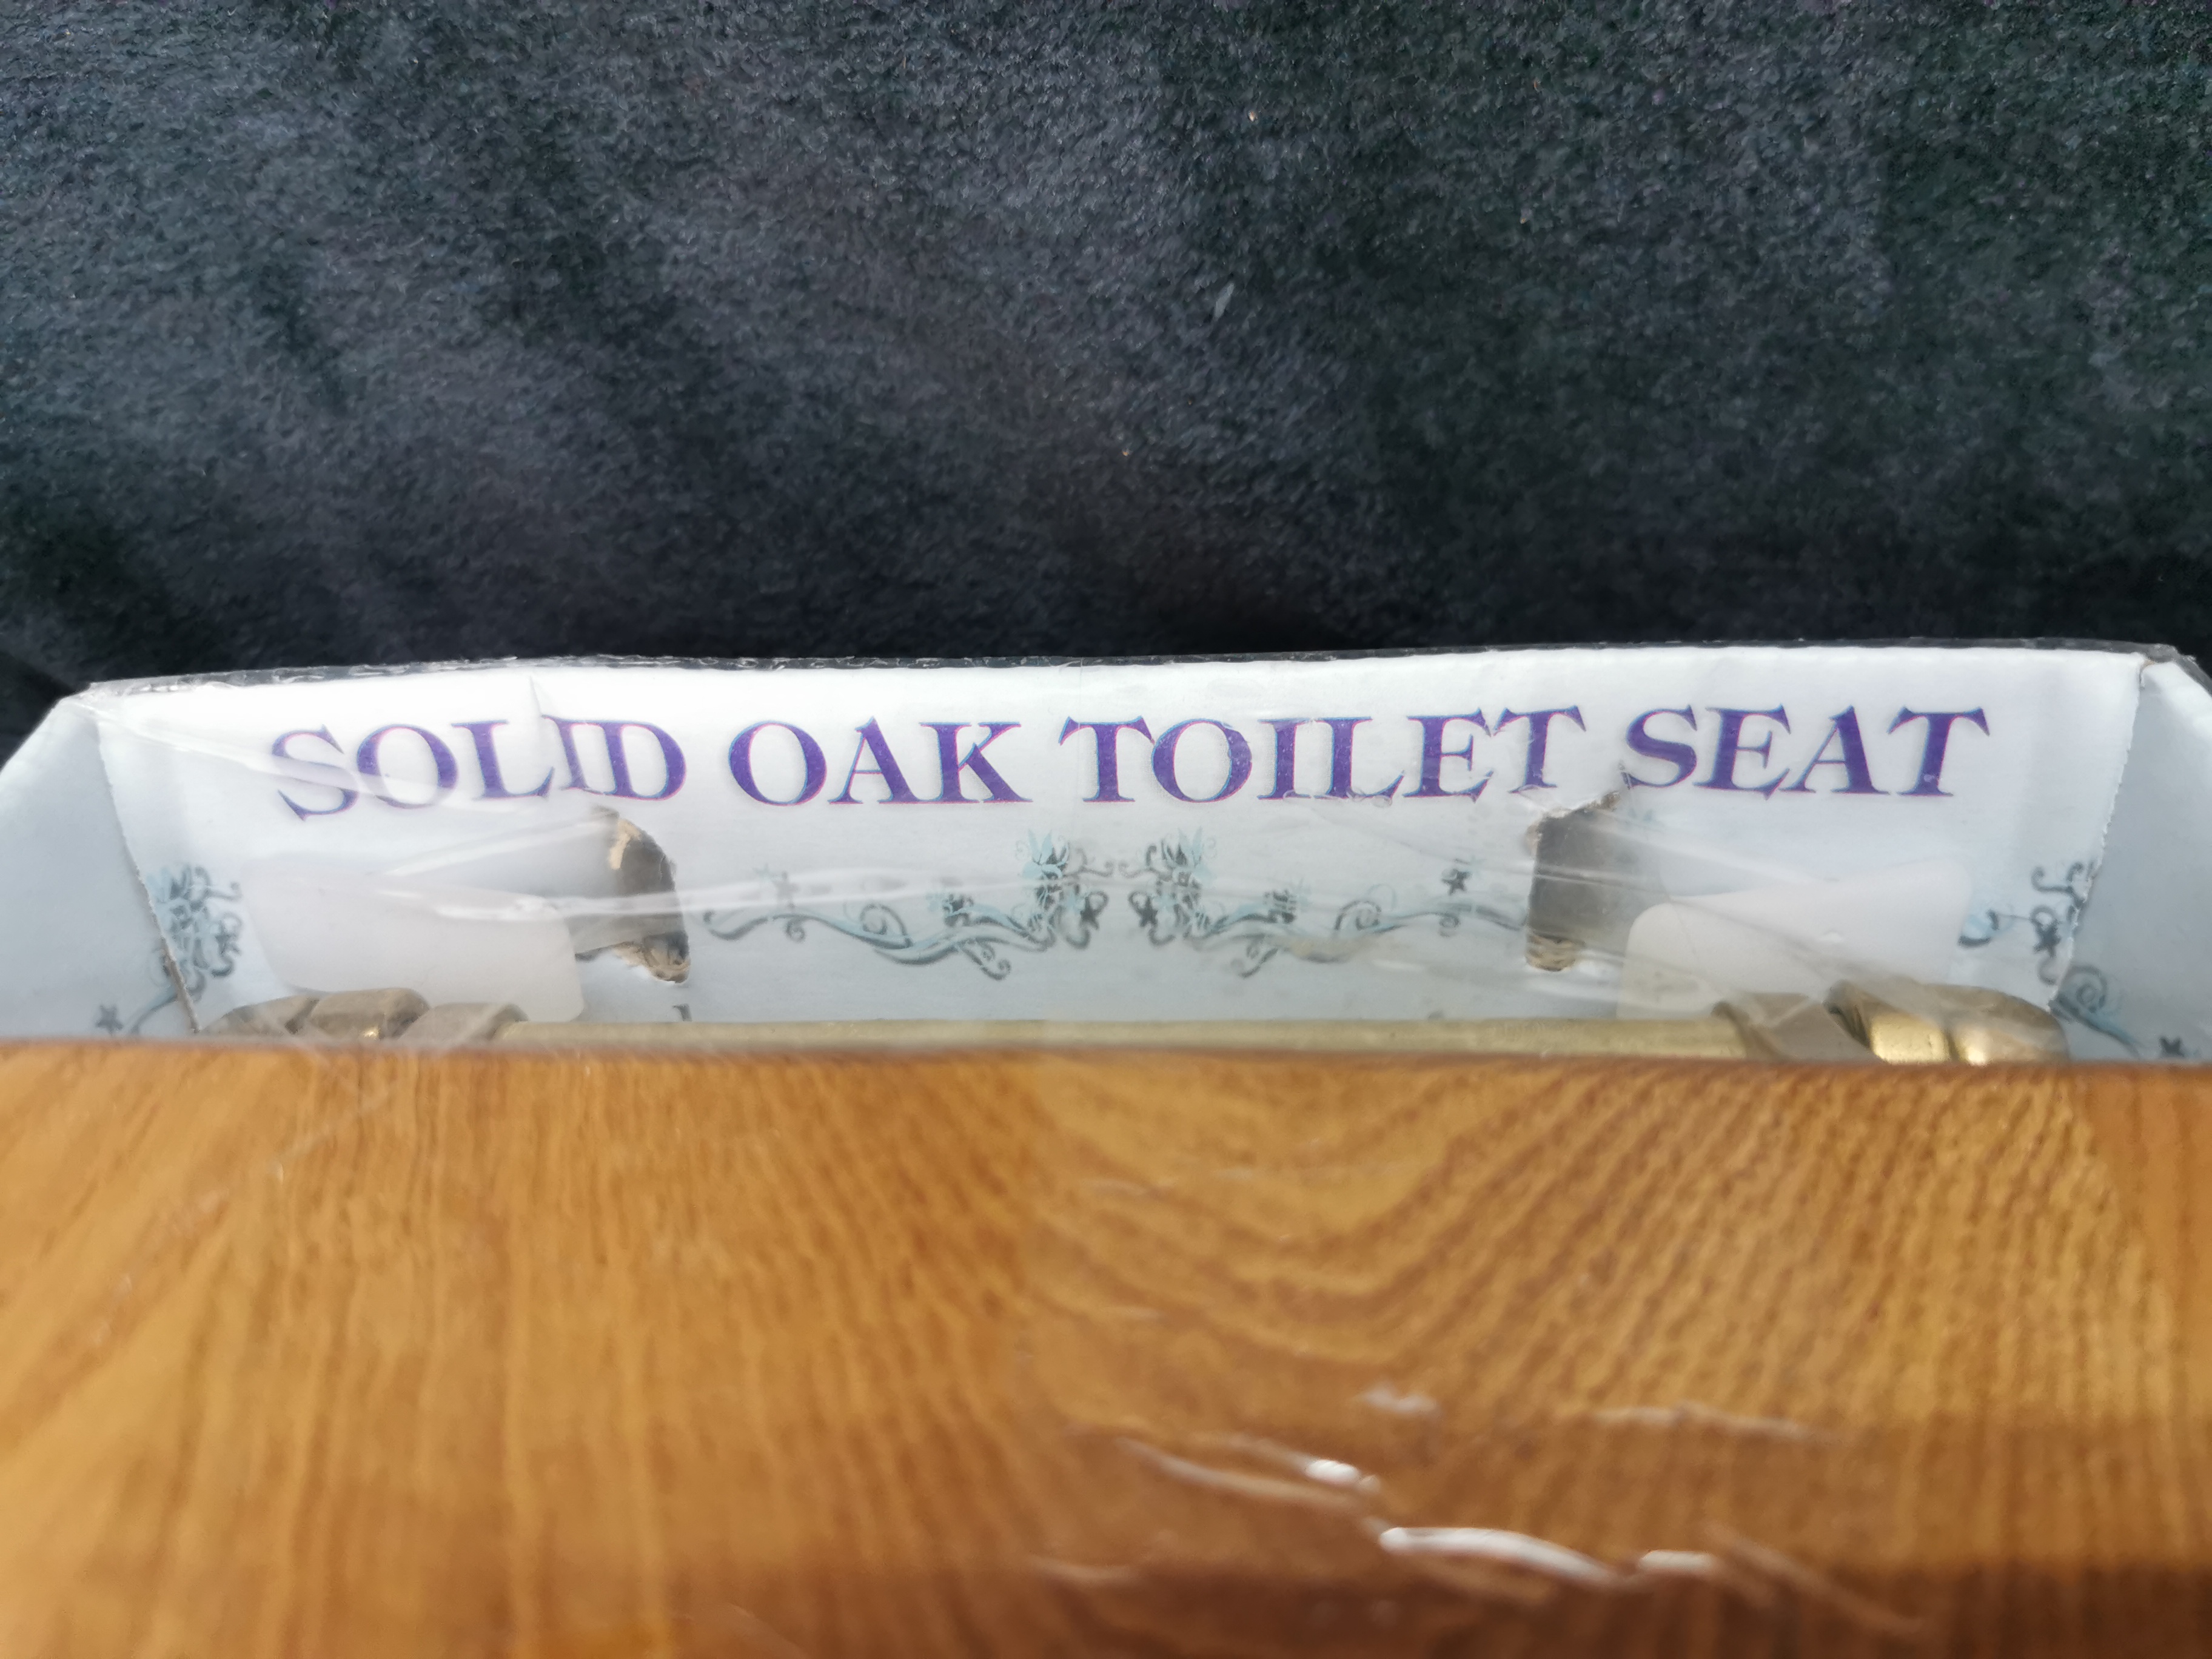 SOLID OAK TOILET SEAT